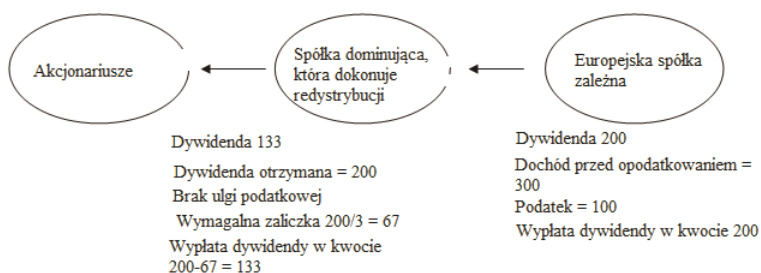 Akcjonariusze
Spółka dominująca,
która dokonuje
redystrybucji
Europejska spółka
zależna
Dywidenda 133
Dywidenda otrzymana = 200
Brak ulgi podatkowej
Wymagalna zaliczka 200/3 = 67
Wypłata dywidendy w kwocie
200-67 = 133
Dywidenda 200
Dochód przed opodatkowaniem =
300
Podatek = 100
Wypłata dywidendy w kwocie 200